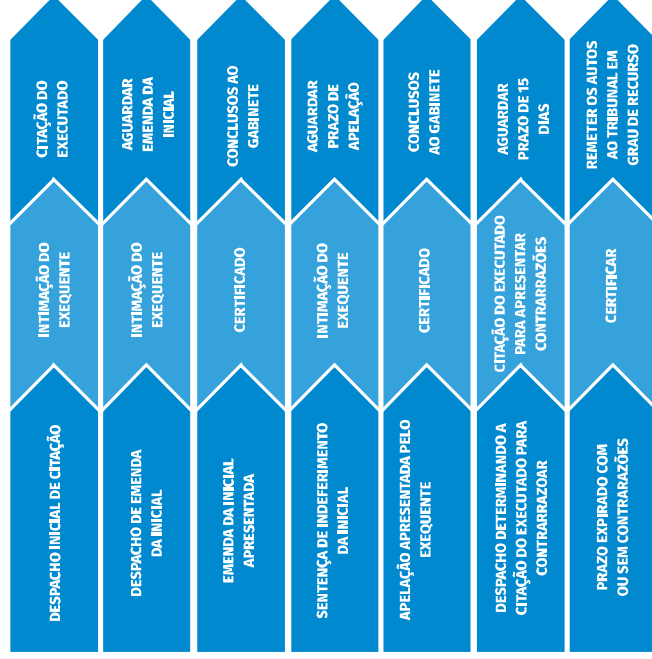 DESPACHO INICIAL DE CITAÇÃO
INTIMAÇÃO DO
EXEQUENTE
CITAÇÃO DO
EXECUTADO
DESPACHO DE EMENDA
DA INICIAL
INTIMAÇÃO DO
EXEQUENTE
AGUARDAR
EMENDA DA
INICIAL
EMENDA DA INICIAL
APRESENTADA
CERTIFICADO
CONCLUSOS AO
GABINETE
SENTENÇA DE INDEFERIMENTO
DA INICIAL
INTIMAÇÃO DO
EXEQUENTE
AGUARDAR
PRAZO DE
APELAÇÃO
APELAÇÃO APRESENTADA PELO
EXEQUENTE
CERTIFICADO
CONCLUSOS
AO GABINETE
DESPACHO DETERMINANDO A
CITAÇÃO DO EXECUTADO PARA
CONTRARRAZOAR
CITAÇÃO DO EXECUTADO
PARA APRESENTAR
CONTRARRAZÕES
AGUARDAR
PRAZO DE 15
DIAS
PRAZO EXPIRADO COM
OU SEM CONTRARAZÕES
CERTIFICAR
REMETER OS AUTOS
AO TRIBUNAL EM
GRAU DE RECURSO